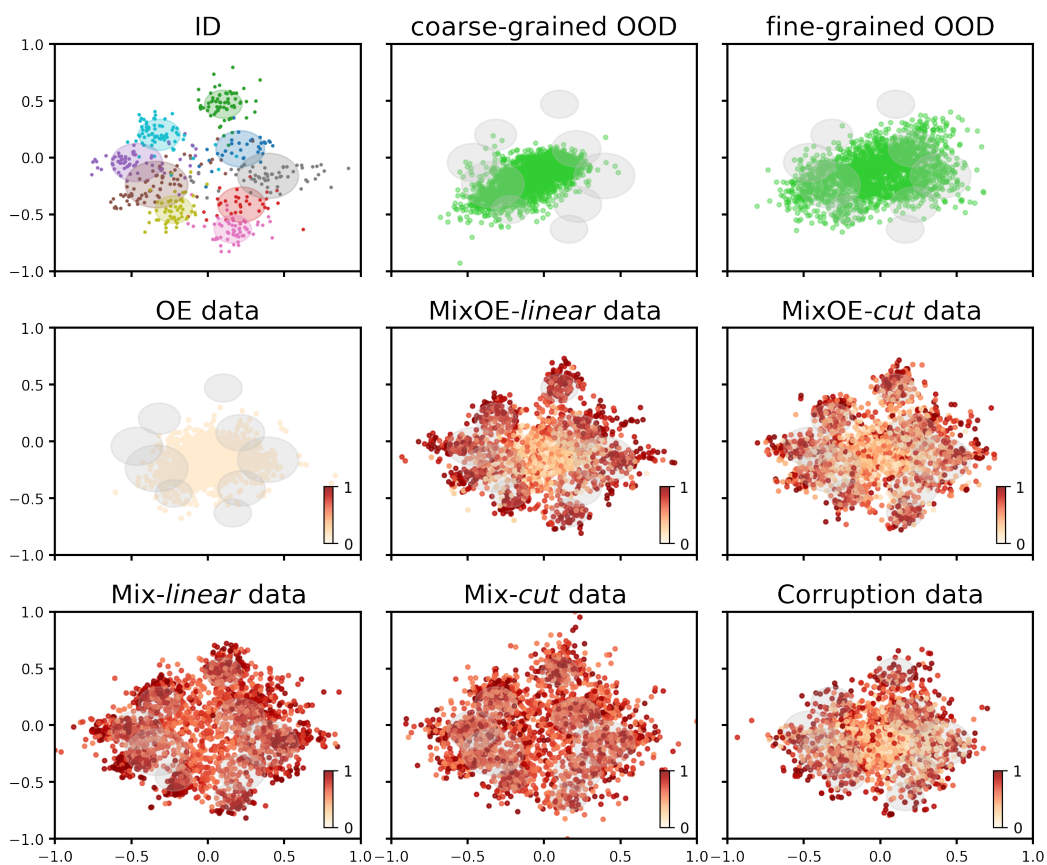 ID
coarse-grained OOD
fine-grained OOD
1.0
0.5
0.0
−0.5
−1.0
OE data
MixOE-linear data
MixOE-cut data
1.0
0.5
0.0
−0.5
−1.0
1
0
1
0
1
0
Mix-linear data
Mix-cut data
Corruption data
1.0
0.5
0.0
−0.5
−1.0
1
0
1
0
1
0
−1.0 −0.5 0.0 0.5 1.0
−1.0 −0.5 0.0 0.5 1.0
−1.0 −0.5 0.0 0.5 1.0